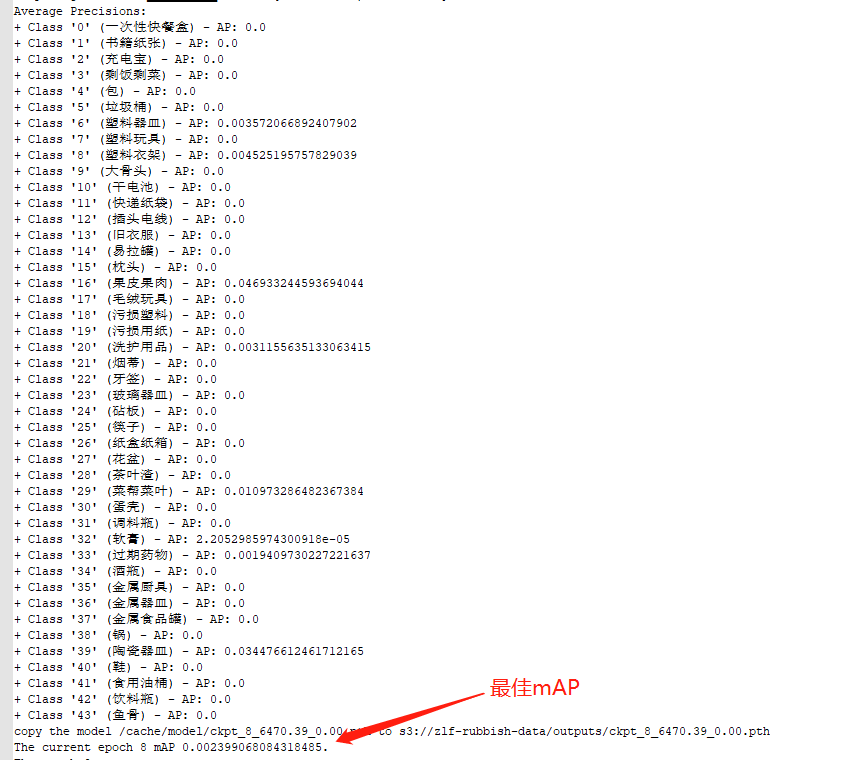 Average Precisions:
+ Class '0' (一次性快餐盒) - AP: 0.0
+ Class '1' (书籍纸张) - AP: 0.0
+ Class '2' (充电宝) - AP: 0.0
+ Class '3' (剩饭剩菜) - AP: 0.0
+ Class '4' (包) - AP: 0.0
+ Class '5' (垃圾桶) - AP: 0.0
+ Class '6' (塑料器皿) - AP: 0.003572066892407902
+ Class '7' (塑料玩具) - AP: 0.0
+ Class '8' (塑料衣架) - AP: 0.004525195757829039
+ Class '9' (大骨头) - AP: 0.0
+ Class '10' (干电池) - AP: 0.0
+ Class '11' (快递纸袋) - AP: 0.0
+ Class '12' (插头电线) - AP: 0.0
+ Class '13' (旧衣服) - AP: 0.0
+ Class '14' (易拉罐) - AP: 0.0
+ Class '15' (枕头) - AP: 0.0
+ Class '16' (果皮果肉) - AP: 0.046933244593694044
+ Class '17' (毛绒玩具) - AP: 0.0
+ Class '18' (污损塑料) - AP: 0.0
+ Class '19' (污损用纸) - AP: 0.0
+ Class '20' (洗护用品) - AP: 0.0031155635133063415
+ Class '21' (烟蒂) - AP: 0.0
+ Class '22' (牙签) - AP: 0.0
+ Class '23' (玻璃器皿) - AP: 0.0
+ Class '24' (砧板) - AP: 0.0
+ Class '25' (筷子) - AP: 0.0
+ Class '26' (纸盒纸箱) - AP: 0.0
+ Class '27' (花盆) - AP: 0.0
+ Class '28' (茶叶渣) - AP: 0.0
+ Class '29' (菜帮菜叶) - AP: 0.010973286482367384
+ Class '30' (蛋壳) - AP: 0.0
+ Class '31' (调料瓶) - AP: 0.0
+ Class '32' (软膏) - AP: 2.2052985974300918e-05
+ Class '33' (过期药物) - AP: 0.0019409730227221637
+ Class '34' (酒瓶) - AP: 0.0
+ Class '35' (金属厨具) - AP: 0.0
+ Class '36' (金属器皿) - AP: 0.0
+ Class '37' (金属食品罐) - AP: 0.0
+ Class '38' (锅) - AP: 0.0
+ Class '39' (陶瓷器皿) - AP: 0.034476612461712165
+ Class '40' (鞋) - AP: 0.0
+ Class '41' (食用油桶) - AP: 0.0
最佳mAP
+ Class '42' (饮料瓶) - AP: 0.0
+ Class '43' (鱼骨) - AP: 0.0
copy the model /cache/model/ckpt_8_6470.39_0.00 to s3://zlf-rubbish-data/outputs/ckpt_8_6470.39_0.00.pth
The current epoch 8 mAP 0.002399068084318485.